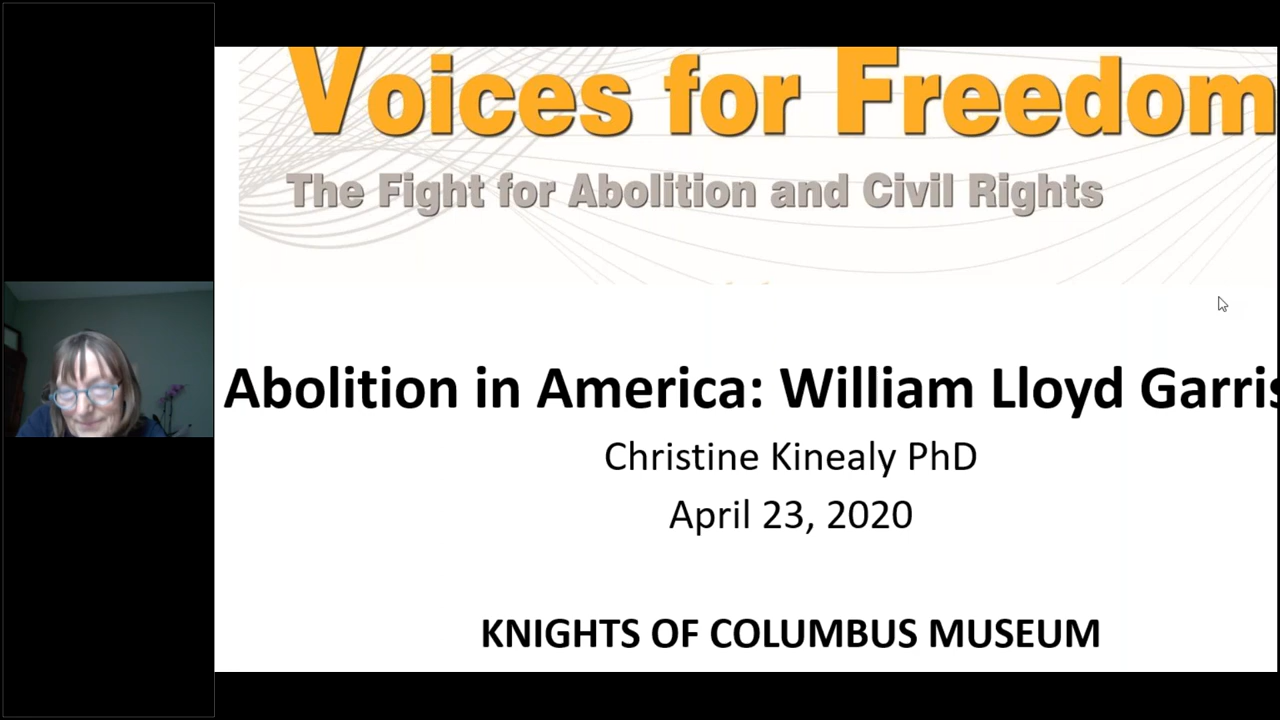 Voices for Freedom
The Fight for Abolition and Civil Rights
Abolition in America: William Lloyd Garris
Christine Kinealy PhD
April 23, 2020
KNIGHTS OF COLUMBUS MUSEUM